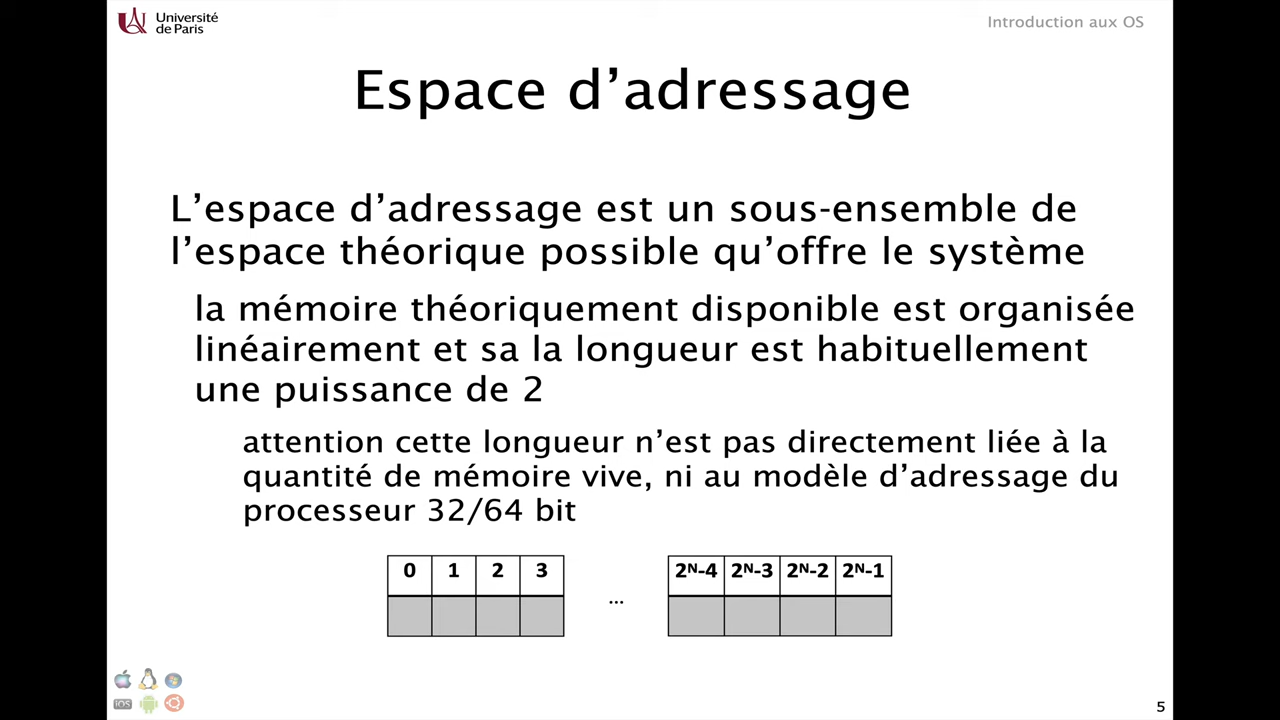 Université
de Paris
Introduction aux OS
Espace d’adressage
L’espace d’adressage est un sous-ensemble de
l’espace théorique possible qu’offre le système
la mémoire théoriquement disponible est organisée
linéairement et sa la longueur est habituellement
une puissance de 2
attention cette longueur n’est pas directement liée à la
quantité de mémoire vive, ni au modèle d’adressage du
processeur 32/64 bit
0 1 2 3 ... 2ᴺ-4 2ᴺ-3 2ᴺ-2 2ᴺ-1
iOS
5